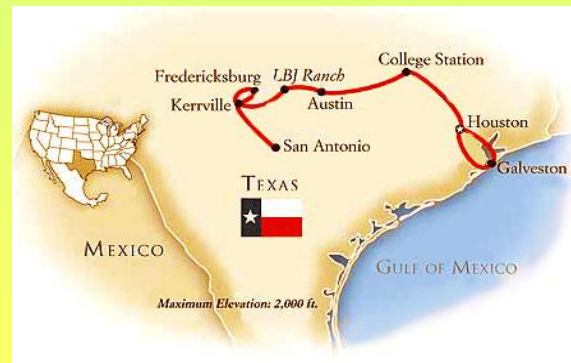 College Station
LBJ Ranch
Fredericksburg
Kerrville
Austin
Houston
San Antonio
Galveston
TEXAS
MEXICO
GULF OF MEXICO
Maximum Elevation: 2,000 ft.